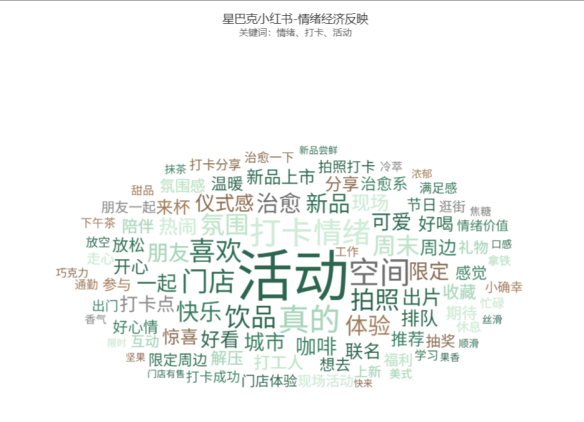 星巴克小红书-情绪经济反映
关键词：情绪、打卡、活动
新品尝鲜
抹茶 打卡分享 治愈一下 拍照打卡 冷萃
甜品 氛围感 温暖 新品上市 分享 治愈系 浓郁 满足感
朋友一起 来杯 仪式感 治愈 新品 现场 节日 逛街 焦糖
下午茶 陪伴 热闹 氛围 打卡 情绪 可爱 好喝 情绪价值
放空 放松 朋友 喜欢 工作 周末 周边 礼物 口感
走心 开心 活动 空间 限定 感觉 拿铁
巧克力 通勤 参与 一起 门店 拍照 出片 收藏 小确幸
出门 打卡点 快乐 饮品 真的 体验 排队 期待 忙碌
香气 好心情 休息 丝滑
限时 互动 惊喜 好看 城市 咖啡 联名 推荐 抽奖 顺滑
坚果 限定周边 解压 打工人 想去 福利 学习 果香
门店有售 打卡成功 门店体验 现场活动 快来 上新 美式